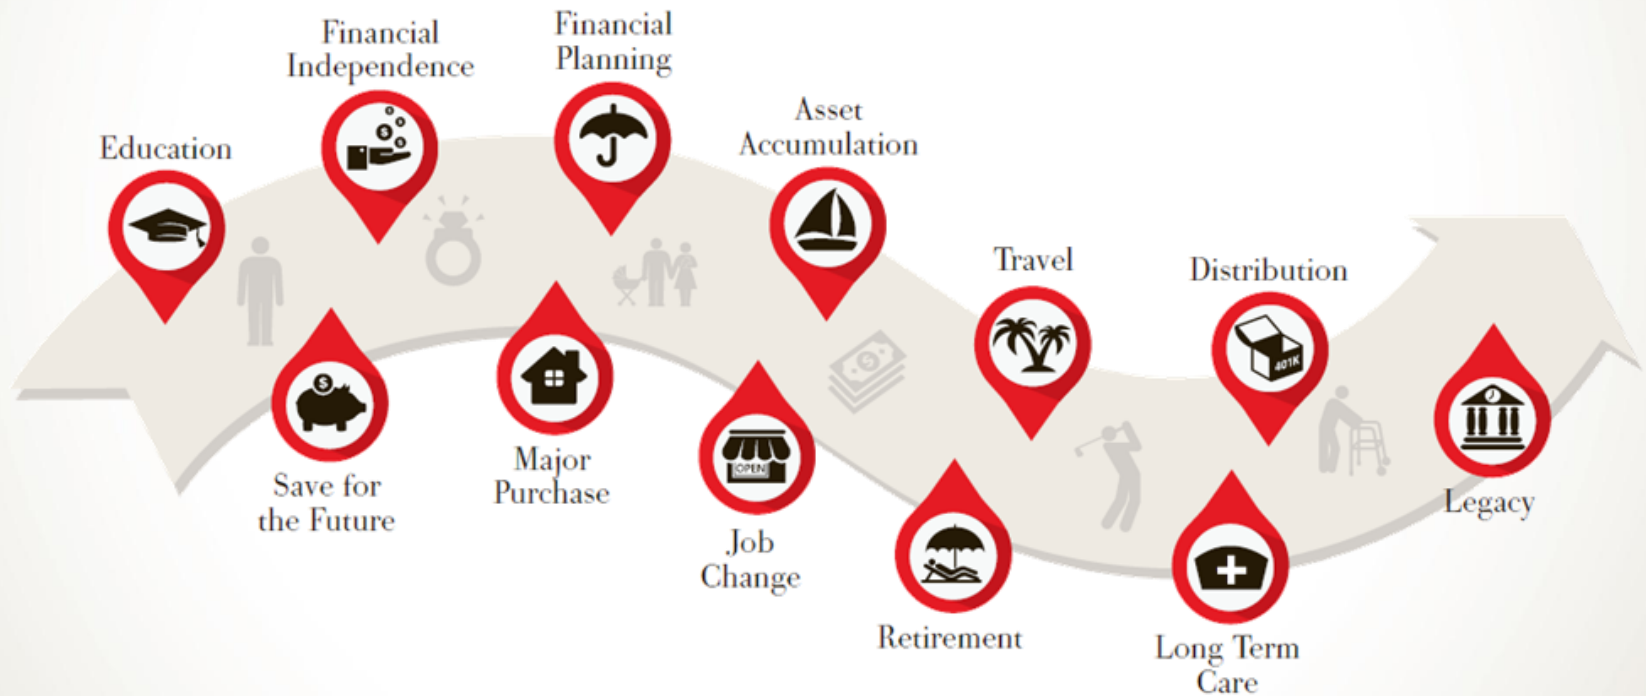 Financial
Independence
Financial
Planning
Education
Asset
Accumulation
$
$
OPEN
Travel
Distribution
401K
$
Save for
the Future
Major
Purchase
Job
Change
Retirement
Long Term
Care
Legacy